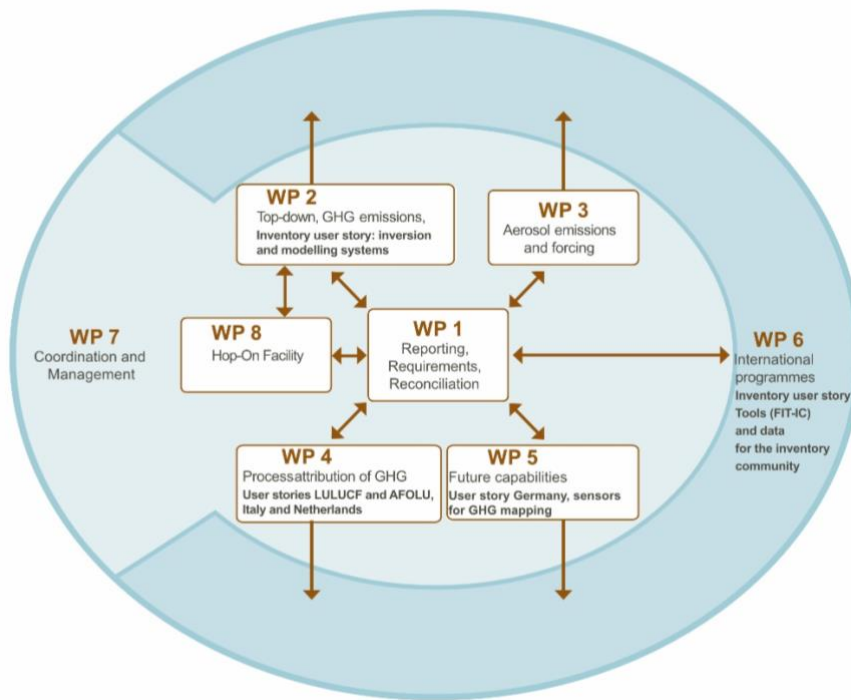 WP 2
Top-down, GHG emissions,
Inventory user story: inversion
and modelling systems
WP 3
Aerosol emissions
and forcing
WP 7
Coordination and
Management
WP 8
Hop-On Facility
WP 1
Reporting,
Requirements,
Reconciliation
WP 6
International
programmes
Inventory user story
Tools (FIT-IC)
and data
for the inventory
community
WP 4
Processattribution of GHG
User stories LULUCF and AFOLU,
Italy and Netherlands
WP 5
Future capabilities
User story Germany, sensors
for GHG mapping